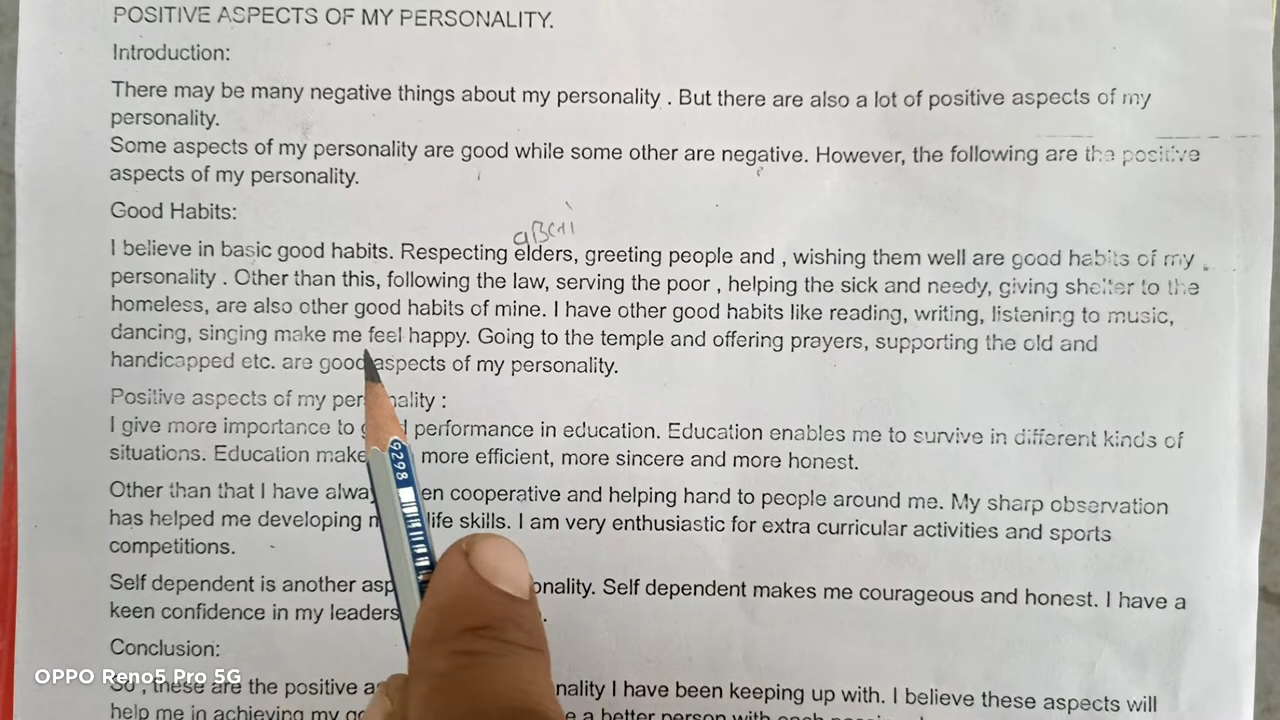 POSITIVE ASPECTS OF MY PERSONALITY.
Introduction:
There may be many negative things about my personality . But there are also a lot of positive aspects of my
personality.
Some aspects of my personality are good while some other are negative. However, the following are the positive
aspects of my personality.
Good Habits:
I believe in basic good habits. Respecting elders, greeting people and , wishing them well are good habits of my
personality . Other than this, following the law, serving the poor , helping the sick and needy, giving shelter to the
homeless, are also other good habits of mine. I have other good habits like reading, writing, listening to music,
dancing, singing make me feel happy. Going to the temple and offering prayers, supporting the old and
handicapped etc. are good aspects of my personality.
Positive aspects of my per nality :
I give more importance to performance in education. Education enables me to survive in different kinds of
situations. Education make more efficient, more sincere and more honest.
Other than that I have alwa en cooperative and helping hand to people around me. My sharp observation
has helped me developing life skills. I am very enthusiastic for extra curricular activities and sports
competitions.
Self dependent is another asp onality. Self dependent makes me courageous and honest. I have a
keen confidence in my leaders .
Conclusion:
So , these are the positive a nality I have been keeping up with. I believe these aspects will
help me in achieving my e a better person with
9298
OPPO Reno5 Pro 5G